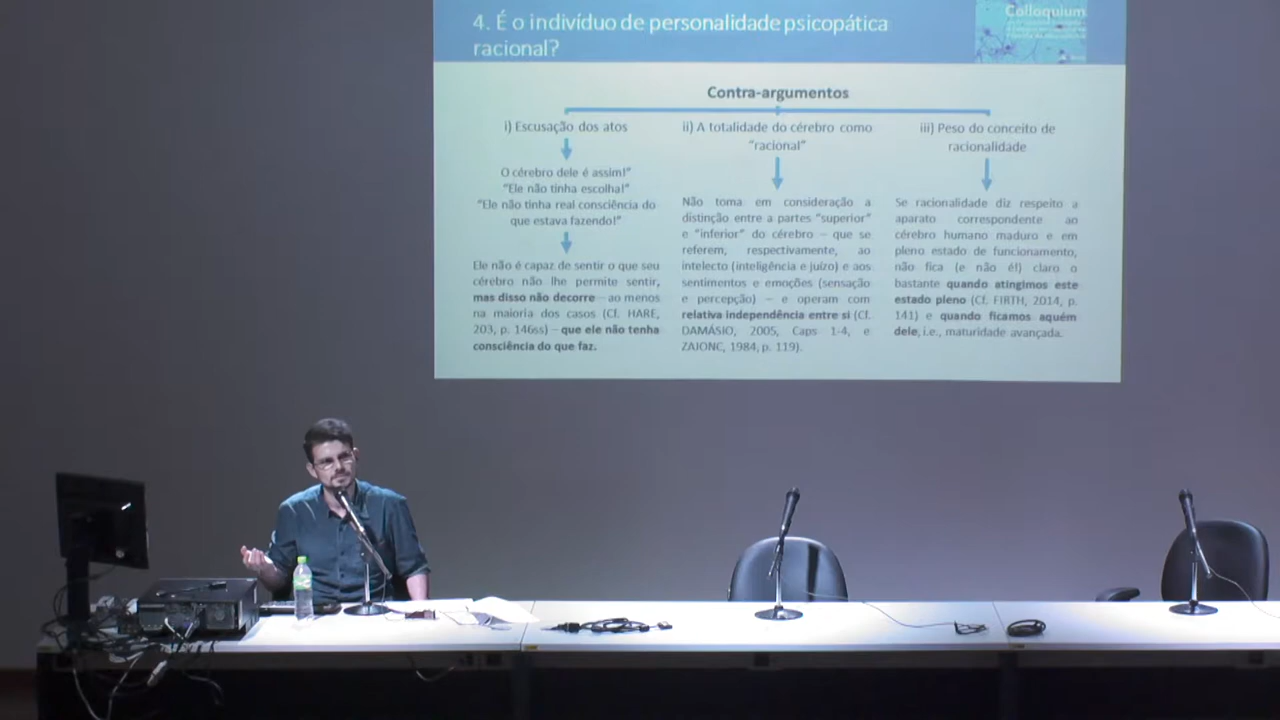 4. É o indivíduo de personalidade psicopática
racional?
Colloquium
Contra-argumentos
i) Escusação dos atos
O cérebro dele é assim!"
"Ele não tinha escolha!"
"Ele não tinha real consciência do
que estava fazendo!"
Ele não é capaz de sentir o que seu
cérebro não lhe permite sentir,
mas disso não decorre – ao menos
na maioria dos casos (Cf. HARE,
203, p. 146ss) – que ele não tenha
consciência do que faz.
ii) A totalidade do cérebro como
"racional"
Não toma em consideração a
distinção entre a partes "superior"
e "inferior" do cérebro – que se
referem, respectivamente, ao
intelecto (inteligência e juízo) e aos
sentimentos e emoções (sensação
e percepção) – e operam com
relativa independência entre si (Cf.
DAMÁSIO, 2005, Caps 1-4, e
ZAJONC, 1984, p. 119).
iii) Peso do conceito de
racionalidade
Se racionalidade diz respeito a
aparato correspondente ao
cérebro humano maduro e em
pleno estado de funcionamento,
não fica (e não é!) claro o
bastante quando atingimos este
estado pleno (Cf. FIRTH, 2014, p.
141) e quando ficamos aquém
dele, i.e., maturidade avançada.